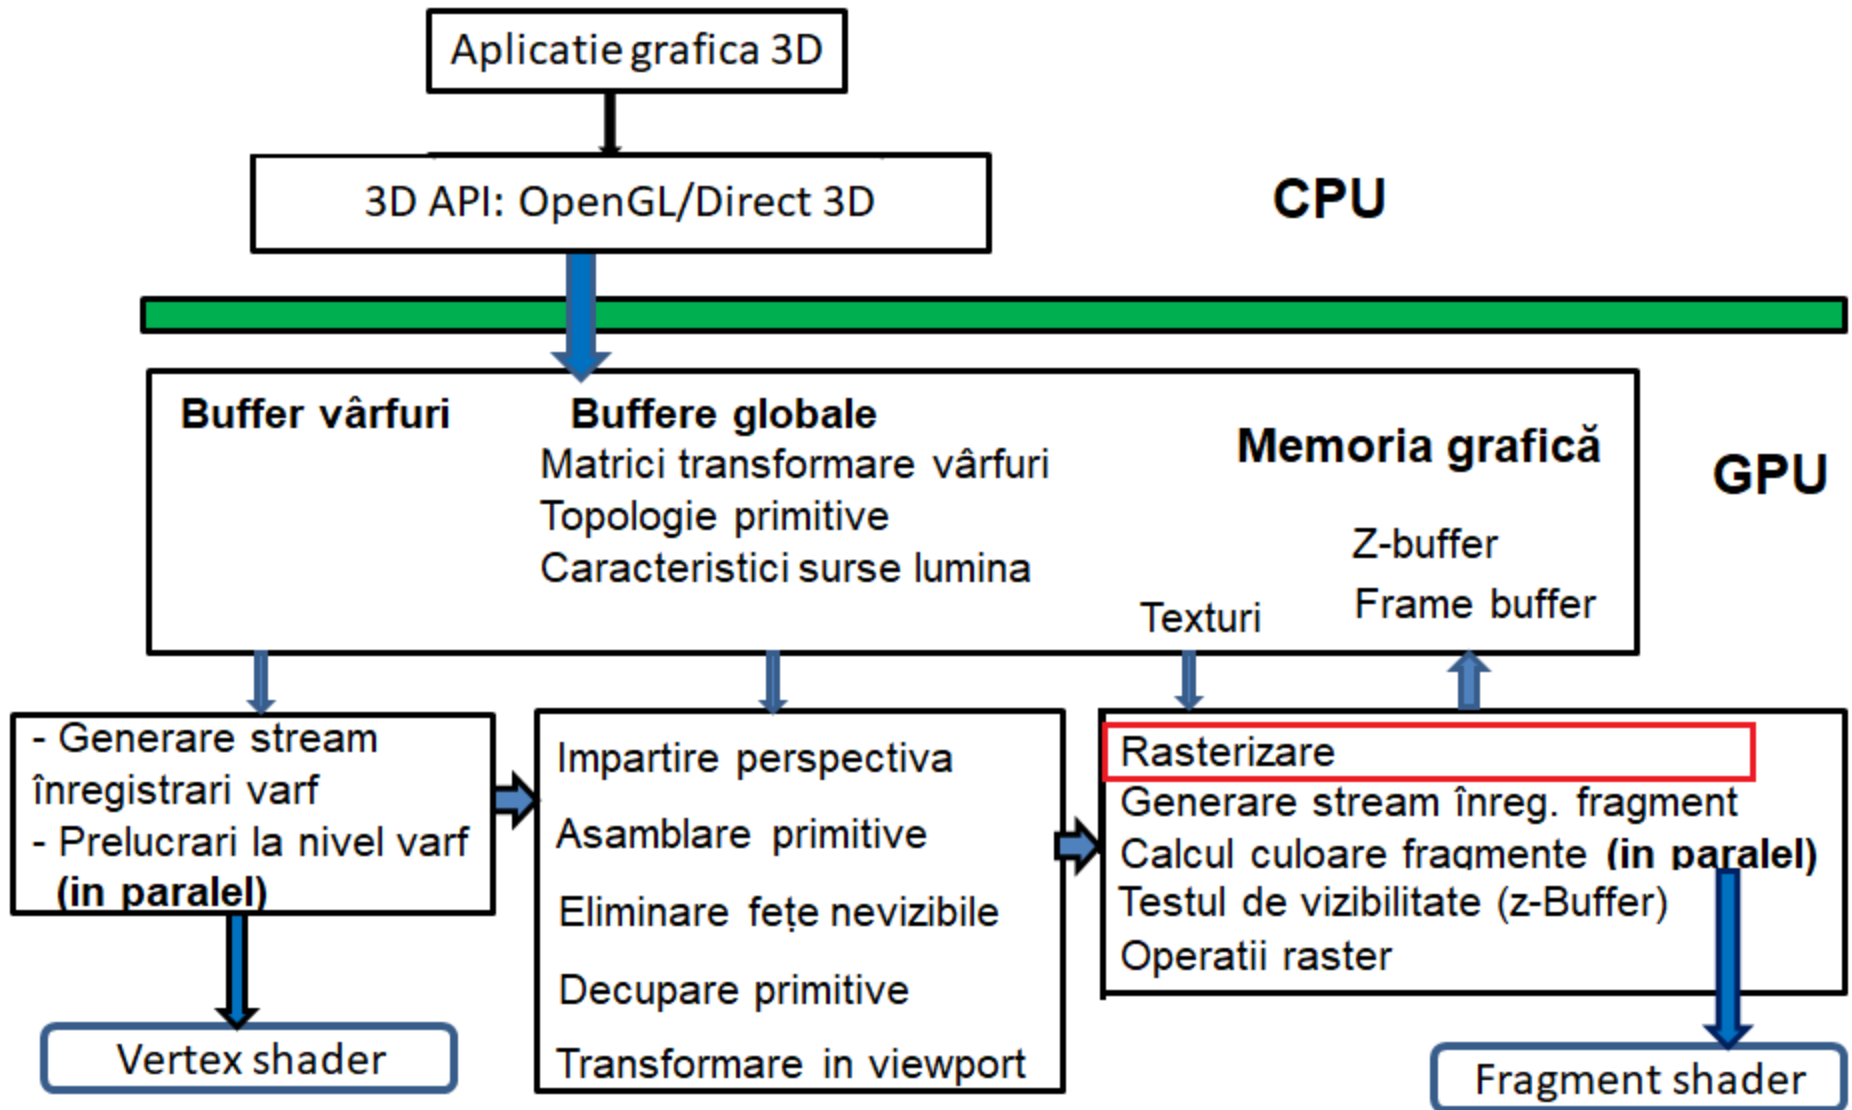 Aplicatie grafica 3D
3D API: OpenGL/Direct 3D
CPU
Buffer vârfuri
Buffere globale
Matrici transformare vârfuri
Topologie primitive
Caracteristici surse lumina
Memoria grafică
GPU
Z-buffer
Frame buffer
Texturi
- Generare stream
înregistrari varf
- Prelucrari la nivel varf
(in paralel)
Impartire perspectiva
Asamblare primitive
Eliminare fețe nevizibile
Decupare primitive
Transformare in viewport
Rasterizare
Generare stream înreg. fragment
Calcul culoare fragmente (in paralel)
Testul de vizibilitate (z-Buffer)
Operatii raster
Vertex shader
Fragment shader